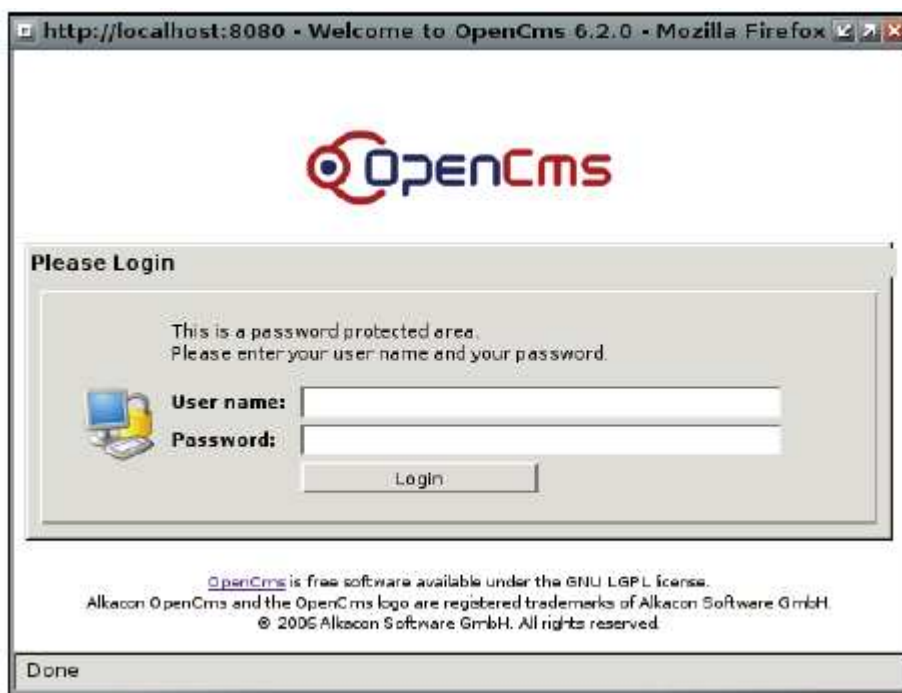 http://localhost:8080 - Welcome to OpenCms 6.2.0 - Mozilla Firefox
OpenCms
Please Login
This is a password protected area.
Please enter your user name and your password.
User name:
Password:
Login
OpenCms is free software available under the GNU LGPL license.
Alkacon OpenCms and the OpenCms logo are registered trademarks of Alkacon Software GmbH.
© 2006 Alkacon Software GmbH. All rights reserved.
Done